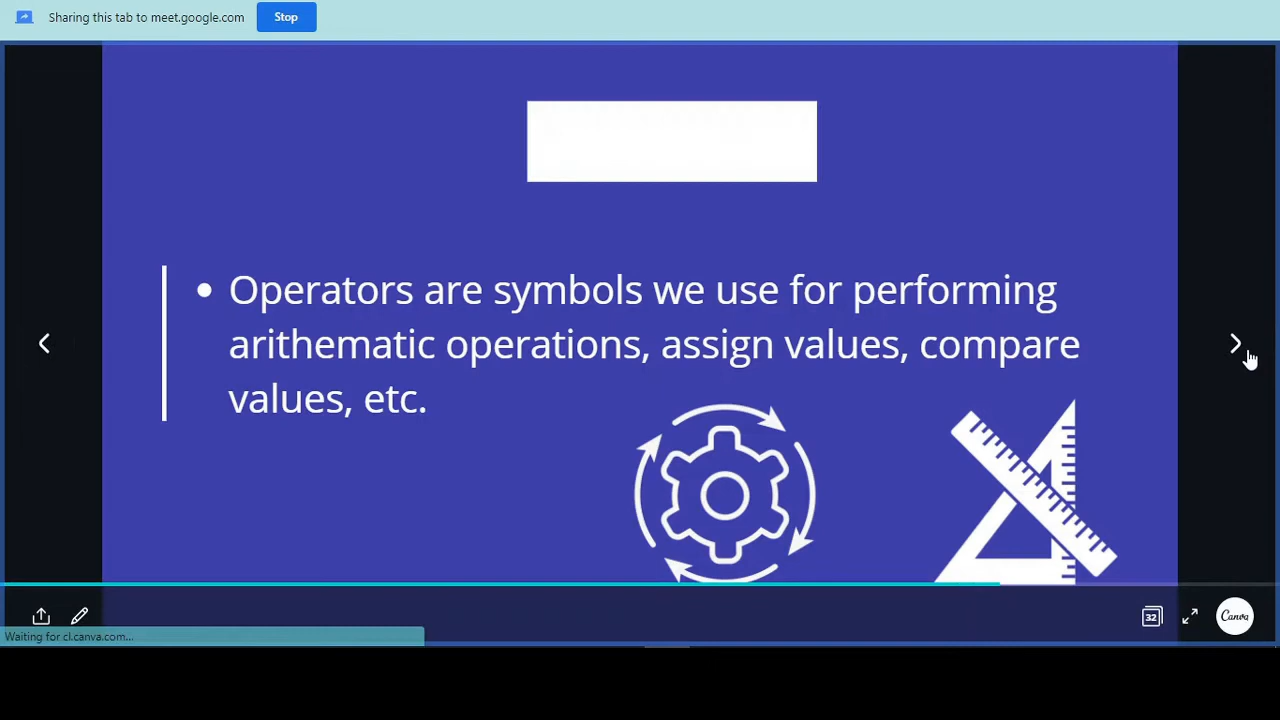 Sharing this tab to meet.google.com
Stop
Operators are symbols we use for performing
arithematic operations, assign values, compare
values, etc.
32
Canva
Waiting for cl.canva.com...